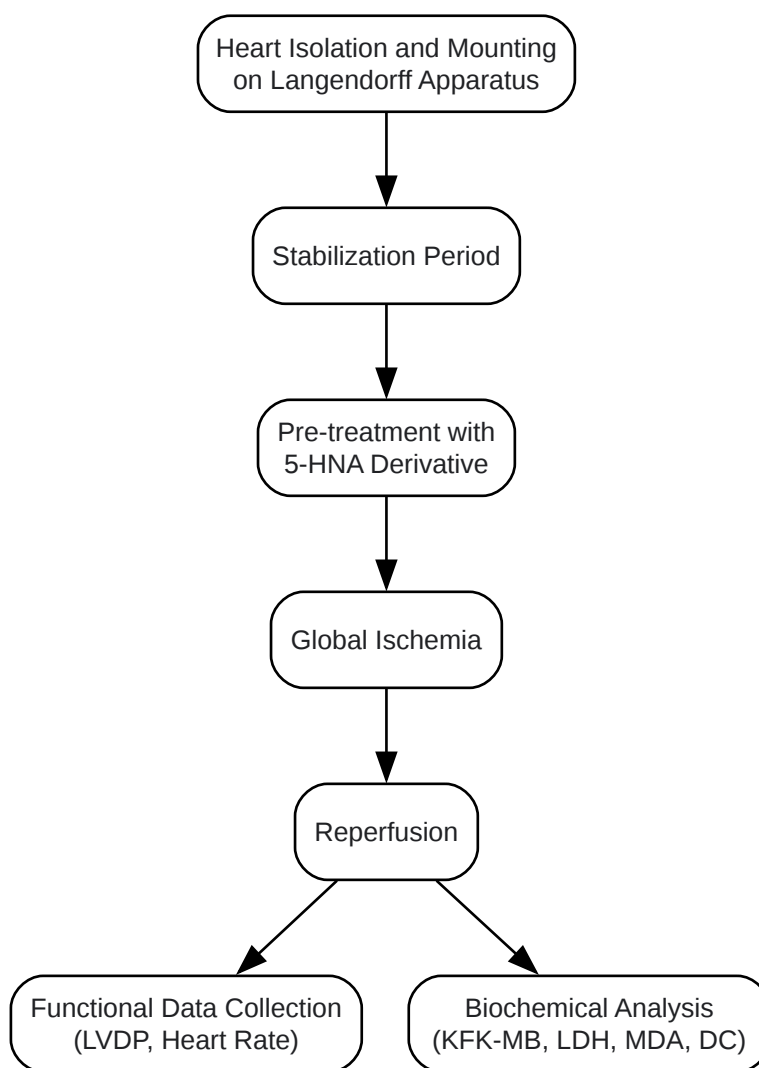 Heart Isolation and Mounting
on Langendorff Apparatus
Stabilization Period
Pre-treatment with
5-HNA Derivative
Global Ischemia
Reperfusion
Functional Data Collection
(LVDP, Heart Rate)
Biochemical Analysis
(KFK-MB, LDH, MDA, DC)